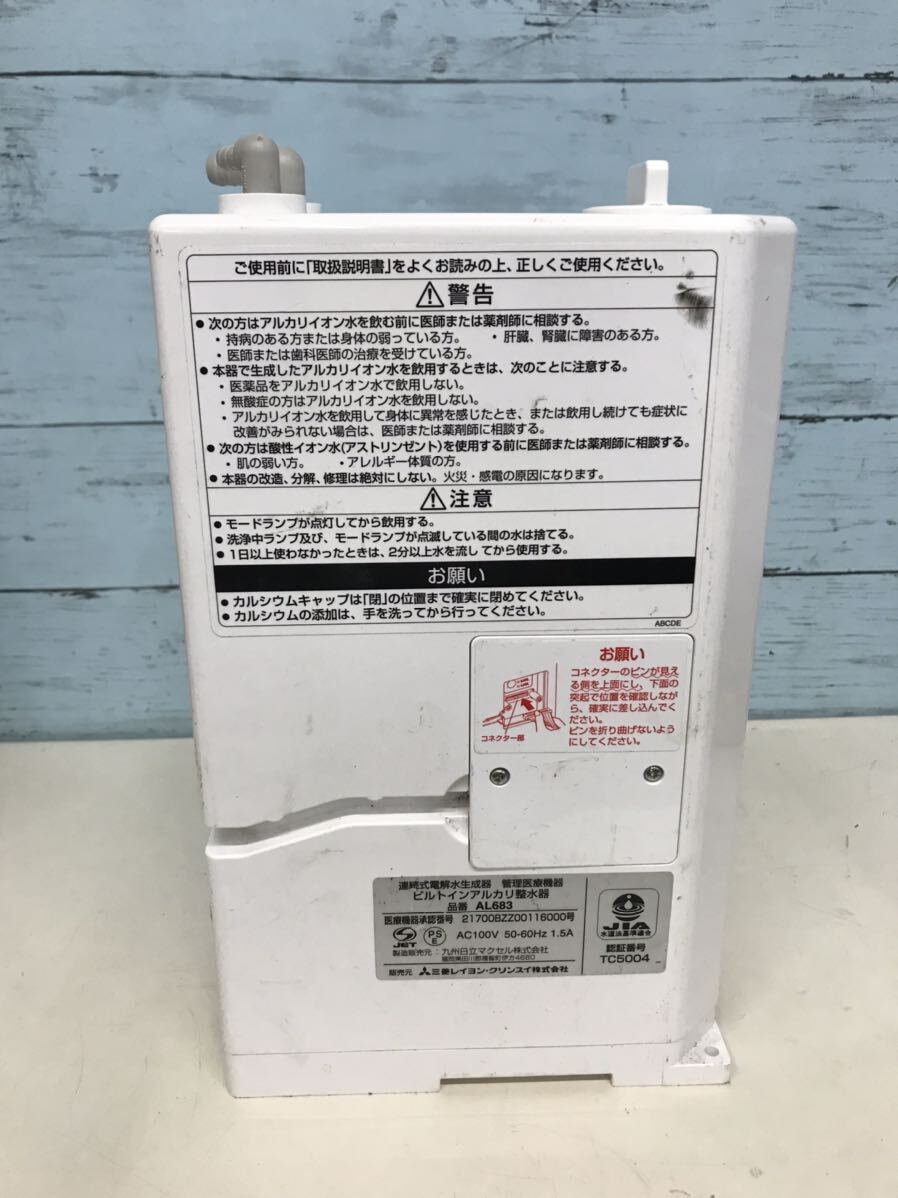 ご使用前に「取扱説明書」をよくお読みの上、正しくご使用ください。
警告
● 次の方はアルカリイオン水を飲む前に医師または薬剤師に相談する。
・持病のある方または身体の弱っている方。 ・肝臓、腎臓に障害のある方。
・医師または歯科医師の治療を受けている方。
● 本器で生成したアルカリイオン水を飲用するときは、次のことに注意する。
・医薬品をアルカリイオン水で飲用しない。
・無酸症の方はアルカリイオン水を飲用しない。
・アルカリイオン水を飲用して身体に異常を感じたとき、または飲用し続けても症状に
改善がみられない場合は、医師または薬剤師に相談する。
● 次の方は酸性イオン水(アストリンゼント)を使用する前に医師または薬剤師に相談する。
・肌の弱い方。 ・アレルギー体質の方。
● 本器の改造、分解、修理は絶対にしない。火災・感電の原因になります。
注意
● モードランプが点灯してから飲用する。
● 洗浄中ランプ及び、モードランプが点滅している間の水は捨てる。
● 1日以上使わなかったときは、2分以上水を流してから使用する。
お願い
● カルシウムキャップは「閉」の位置まで確実に閉めてください。
● カルシウムの添加は、手を洗ってから行ってください。
ABCDE
お願い
コネクターのピンが見え
る側を上面にし、下面の
突起で位置を確認しなが
ら、確実に差し込んでく
ださい。
ピンを折り曲げないよう
にしてください。
コネクター部
連続式電解水生成器 管理医療機器
ビルトインアルカリ整水器
品番 AL683
医療機器承認番号 21700BZZ00116000号
JET PSE AC100V 50-60Hz 1.5A
製造販売元:九州日立マクセル株式会社
福岡県田川郡福智町伊方4680
販売元 三菱レイヨン・クリンスイ株式会社
JIA
水道法基準適合
認証番号
TC5004